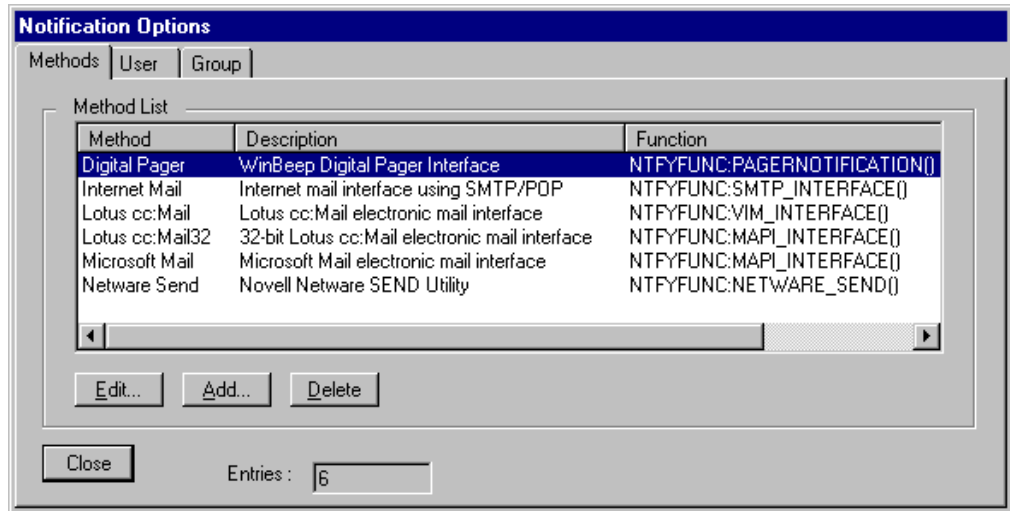 Notification Options
Methods User Group
Method List
Method Description Function
Digital Pager WinBeep Digital Pager Interface NTFYFUNC:PAGERNOTIFICATION()
Internet Mail Internet mail interface using SMTP/POP NTFYFUNC:SMTP_INTERFACE()
Lotus cc:Mail Lotus cc:Mail electronic mail interface NTFYFUNC:VIM_INTERFACE()
Lotus cc:Mail32 32-bit Lotus cc:Mail electronic mail interface NTFYFUNC:MAPI_INTERFACE()
Microsoft Mail Microsoft Mail electronic mail interface NTFYFUNC:MAPI_INTERFACE()
Netware Send Novell Netware SEND Utility NTFYFUNC:NETWARE_SEND()
Edit... Add... Delete
Close Entries : 6